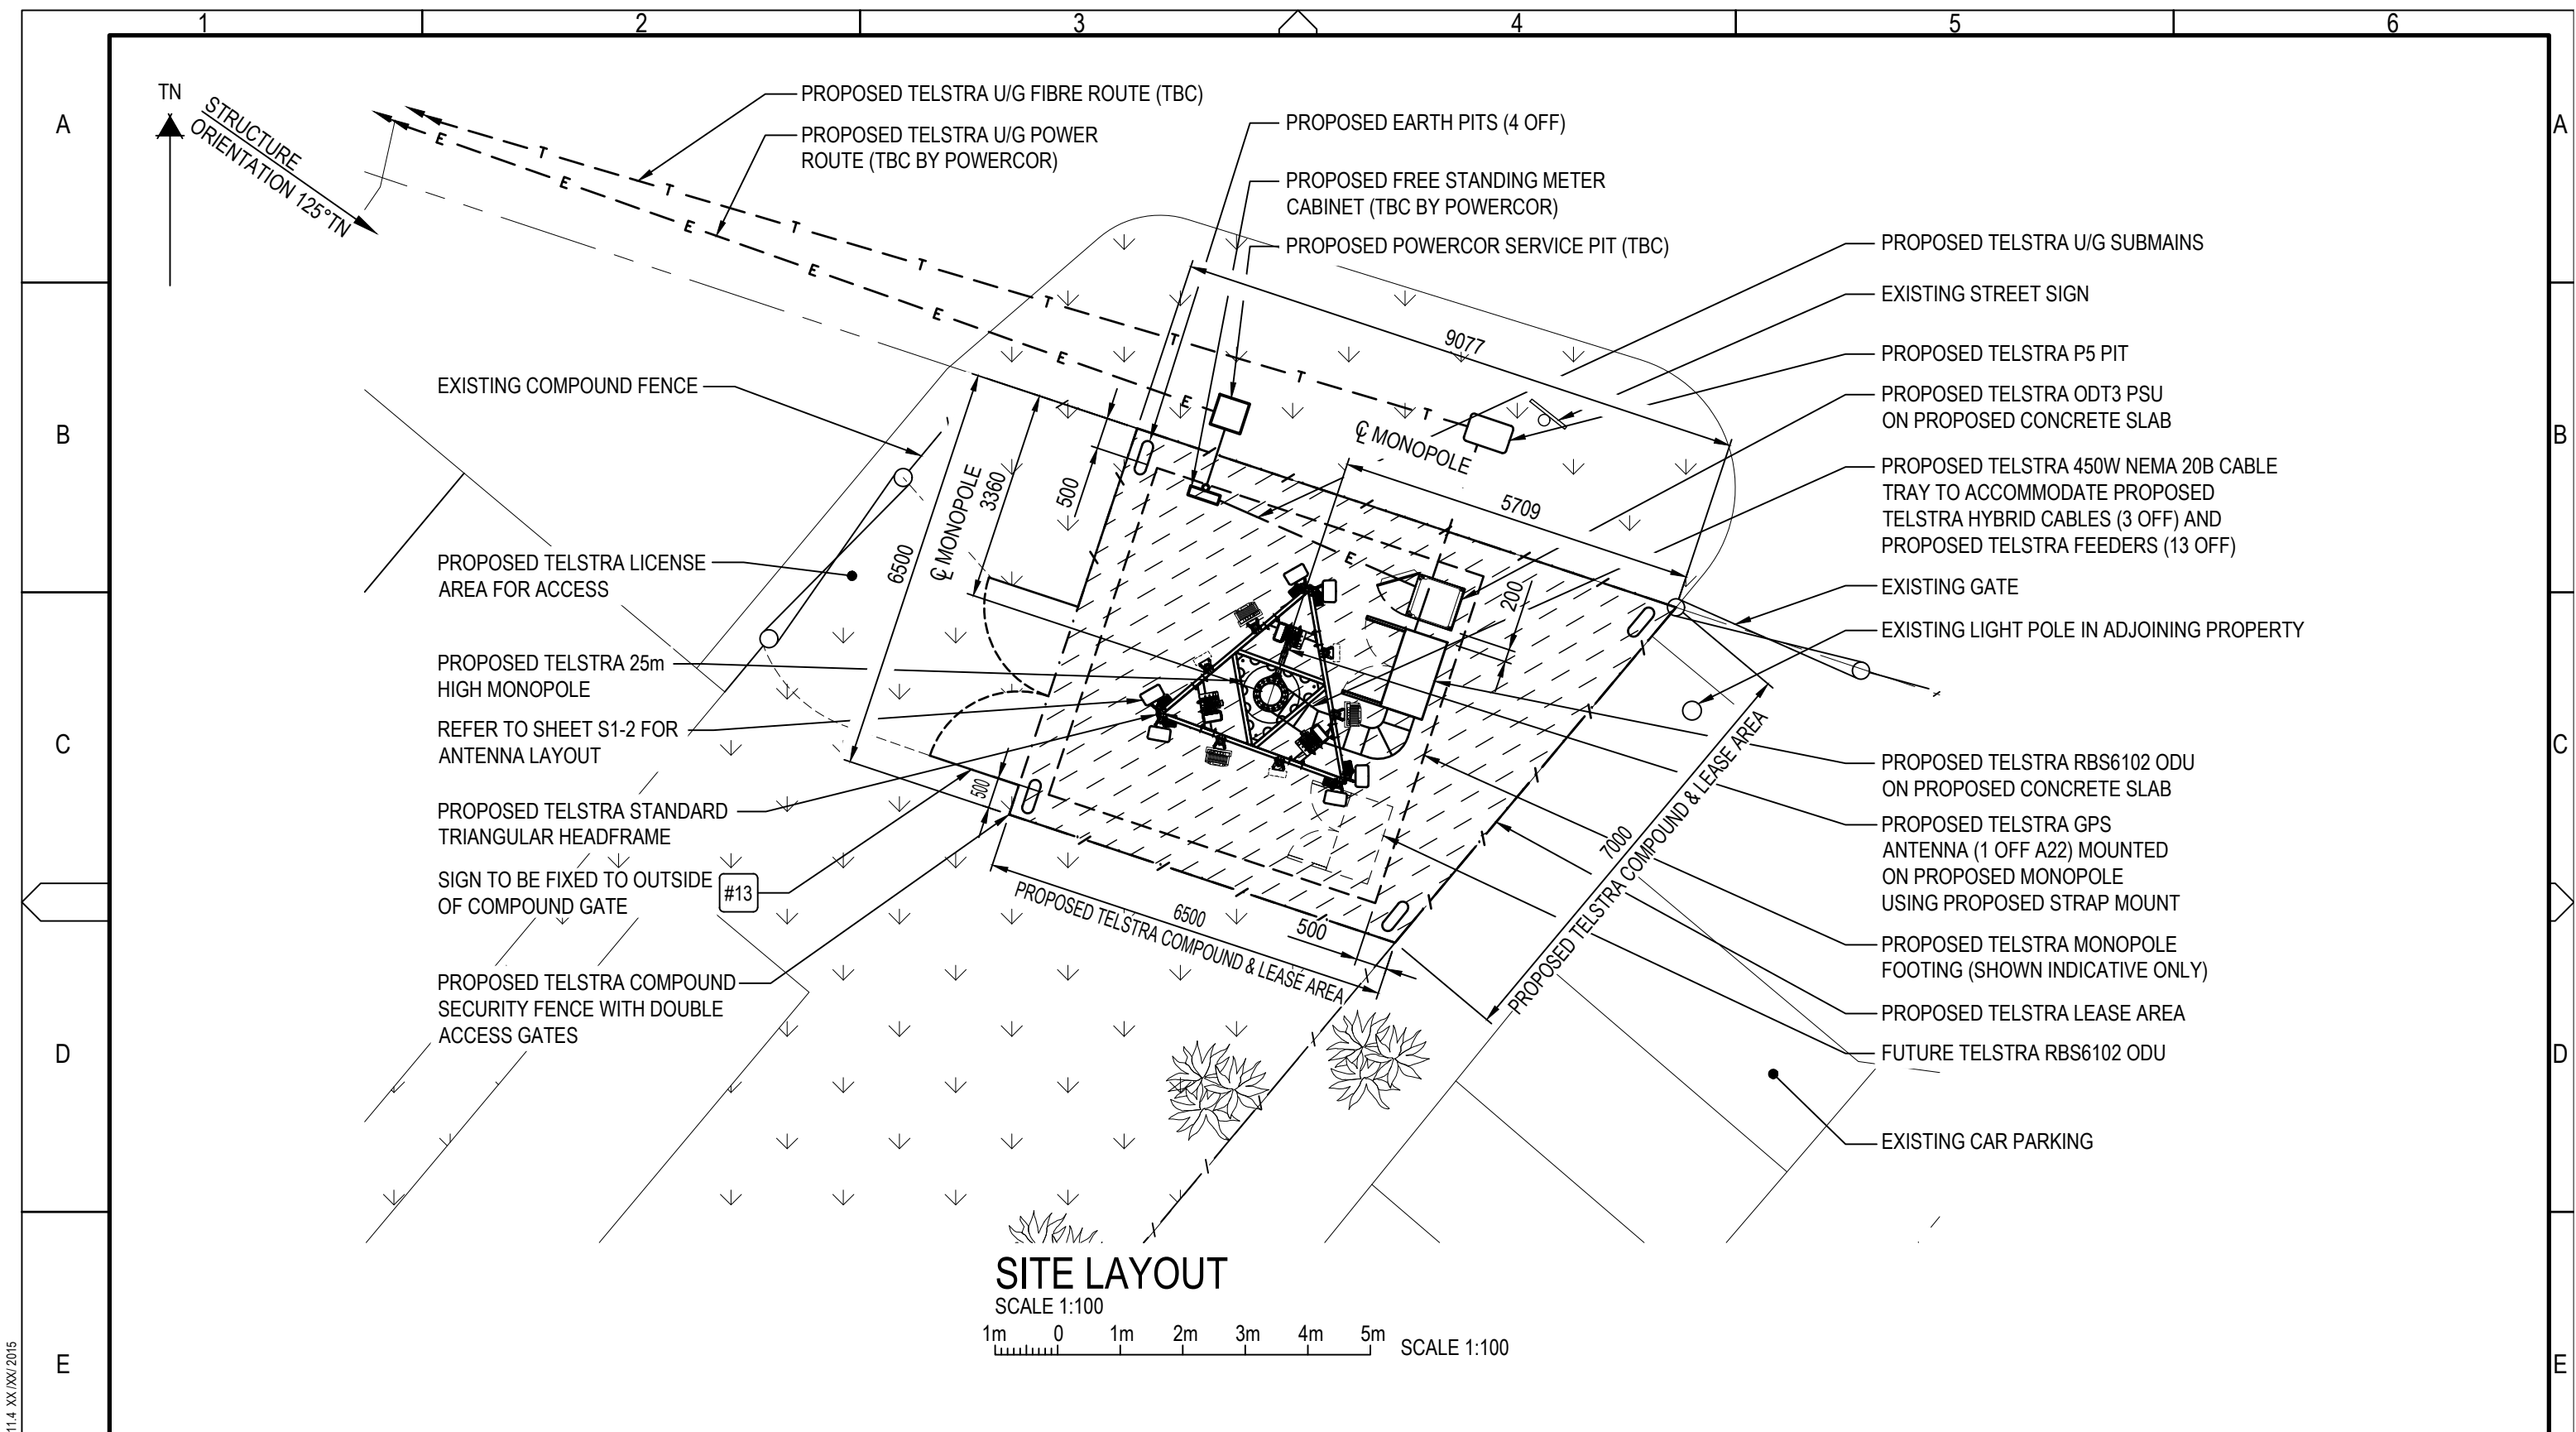 1 2 3 4 5 6
A A
B B
C C
D D
E E
TN
STRUCTURE
ORIENTATION 125°TN
PROPOSED TELSTRA U/G FIBRE ROUTE (TBC)
PROPOSED TELSTRA U/G POWER
ROUTE (TBC BY POWERCOR)
PROPOSED EARTH PITS (4 OFF)
PROPOSED FREE STANDING METER
CABINET (TBC BY POWERCOR)
PROPOSED POWERCOR SERVICE PIT (TBC)
PROPOSED TELSTRA U/G SUBMAINS
EXISTING STREET SIGN
PROPOSED TELSTRA P5 PIT
PROPOSED TELSTRA ODT3 PSU
ON PROPOSED CONCRETE SLAB
PROPOSED TELSTRA 450W NEMA 20B CABLE
TRAY TO ACCOMMODATE PROPOSED
TELSTRA HYBRID CABLES (3 OFF) AND
PROPOSED TELSTRA FEEDERS (13 OFF)
EXISTING GATE
EXISTING LIGHT POLE IN ADJOINING PROPERTY
PROPOSED TELSTRA RBS6102 ODU
ON PROPOSED CONCRETE SLAB
PROPOSED TELSTRA GPS
ANTENNA (1 OFF A22) MOUNTED
ON PROPOSED MONOPOLE
USING PROPOSED STRAP MOUNT
PROPOSED TELSTRA MONOPOLE
FOOTING (SHOWN INDICATIVE ONLY)
PROPOSED TELSTRA LEASE AREA
FUTURE TELSTRA RBS6102 ODU
EXISTING CAR PARKING
EXISTING COMPOUND FENCE
PROPOSED TELSTRA LICENSE
AREA FOR ACCESS
PROPOSED TELSTRA 25m
HIGH MONOPOLE
REFER TO SHEET S1-2 FOR
ANTENNA LAYOUT
PROPOSED TELSTRA STANDARD
TRIANGULAR HEADFRAME
SIGN TO BE FIXED TO OUTSIDE
OF COMPOUND GATE
#13
PROPOSED TELSTRA COMPOUND
SECURITY FENCE WITH DOUBLE
ACCESS GATES
T T T T T T T T
E E E E E E E E
9077
℄ MONOPOLE
5709
6500
℄ MONOPOLE
3360
500
E
200
500
6500
PROPOSED TELSTRA COMPOUND & LEASE AREA
500
7000
PROPOSED TELSTRA COMPOUND & LEASE AREA
SITE LAYOUT
SCALE 1:100
1m 0 1m 2m 3m 4m 5m
SCALE 1:100
11.4 XX /XX/ 2015